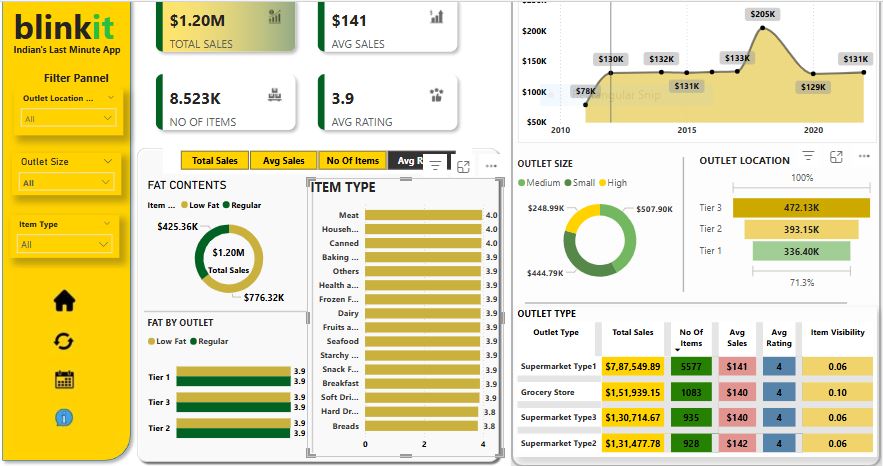 blinkit
Indian's Last Minute App
Filter Pannel
Outlet Location ...
All
Outlet Size
All
Item Type
All
$1.20M
TOTAL SALES
$141
AVG SALES
8.523K
NO OF ITEMS
3.9
AVG RATING
Total Sales
Avg Sales
No Of Items
Avg R
FAT CONTENTS
Item ... Low Fat Regular
$425.36K
$1.20M
Total Sales
$776.32K
FAT BY OUTLET
Low Fat Regular
Tier 1 3.9
3.9
Tier 3 3.9
3.9
Tier 2 3.9
3.9
ITEM TYPE
Meat 4.0
Househ... 4.0
Canned 4.0
Baking ... 3.9
Others 3.9
Health a... 3.9
Frozen F... 3.9
Dairy 3.9
Fruits a... 3.9
Seafood 3.9
Starchy ... 3.9
Snack F... 3.9
Breakfast 3.9
Soft Dri... 3.9
Hard Dr... 3.8
Breads 3.8
0 2 4
$200K
$150K
$100K
$50K
$78K
$130K
$132K
$131K
$133K
$205K
$129K
$131K
2010 2015 2020
OUTLET SIZE
Medium Small High
$248.99K
$507.90K
$444.79K
OUTLET LOCATION
100%
Tier 3 472.13K
Tier 2 393.15K
Tier 1 336.40K
71.3%
OUTLET TYPE
Outlet Type Total Sales No Of Items Avg Sales Avg Rating Item Visibility
Supermarket Type1 $7,87,549.89 5577 $141 4 0.06
Grocery Store $1,51,939.15 1083 $140 4 0.10
Supermarket Type3 $1,30,714.67 935 $140 4 0.06
Supermarket Type2 $1,31,477.78 928 $142 4 0.06